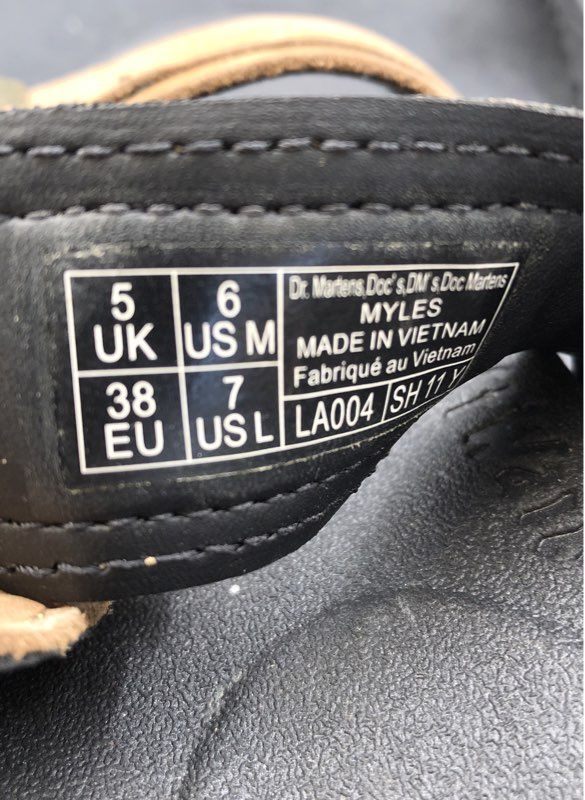 5
UK
6
US M
38
EU
7
US L
Dr. Martens,Doc's,DM's,Doc Martens
MYLES
MADE IN VIETNAM
Fabriqué au Vietnam
LA004
SH 11 Y